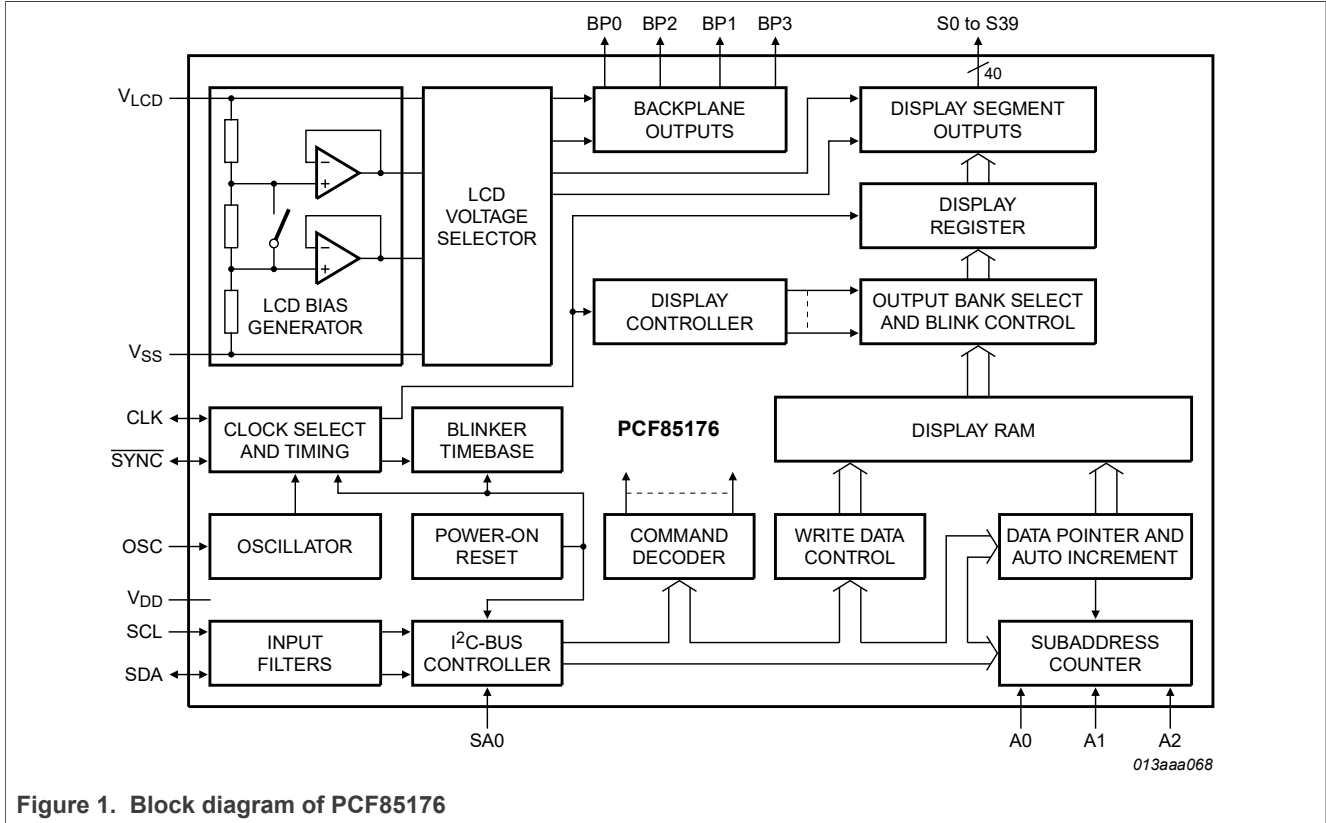 BP0 BP2 BP1 BP3 S0 to S39
40
VLCD
BACKPLANE
OUTPUTS
DISPLAY SEGMENT
OUTPUTS
−
+
LCD
VOLTAGE
SELECTOR
DISPLAY
REGISTER
−
+
LCD BIAS
GENERATOR
DISPLAY
CONTROLLER
OUTPUT BANK SELECT
AND BLINK CONTROL
VSS
CLK
SYNC
CLOCK SELECT
AND TIMING
BLINKER
TIMEBASE
PCF85176
DISPLAY RAM
OSC
OSCILLATOR
POWER-ON
RESET
COMMAND
DECODER
WRITE DATA
CONTROL
DATA POINTER AND
AUTO INCREMENT
VDD
SCL
SDA
INPUT
FILTERS
I2C-BUS
CONTROLLER
SUBADDRESS
COUNTER
SA0 A0 A1 A2
013aaa068
Figure 1. Block diagram of PCF85176